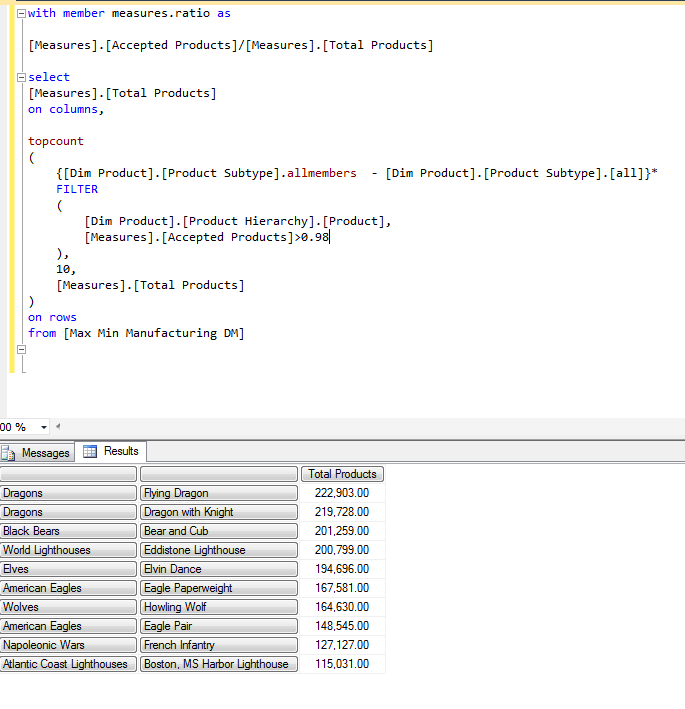 with member measures.ratio as
[Measures].[Accepted Products]/[Measures].[Total Products]
select
[Measures].[Total Products]
on columns,
topcount
(
{[Dim Product].[Product Subtype].allmembers - [Dim Product].[Product Subtype].[all]}*
FILTER
(
[Dim Product].[Product Hierarchy].[Product],
[Measures].[Accepted Products]>0.98
),
10,
[Measures].[Total Products]
)
on rows
from [Max Min Manufacturing DM]
00 %
Messages Results
Total Products
Dragons Flying Dragon 222,903.00
Dragons Dragon with Knight 219,728.00
Black Bears Bear and Cub 201,259.00
World Lighthouses Eddistone Lighthouse 200,799.00
Elves Elvin Dance 194,696.00
American Eagles Eagle Paperweight 167,581.00
Wolves Howling Wolf 164,630.00
American Eagles Eagle Pair 148,545.00
Napoleonic Wars French Infantry 127,127.00
Atlantic Coast Lighthouses Boston, MS Harbor Lighthouse 115,031.00